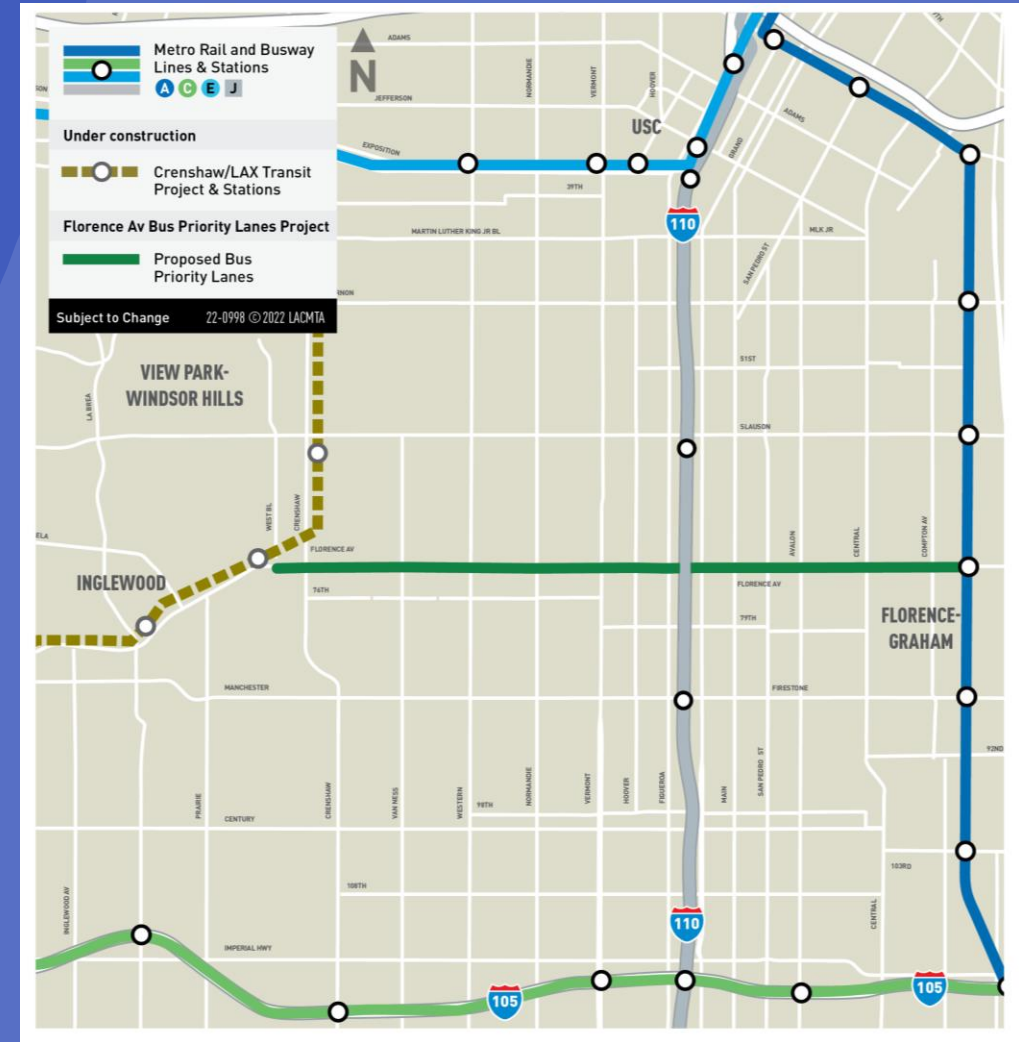 Metro Rail and Busway
Lines & Stations
A C E J
Under construction
Crenshaw/LAX Transit
Project & Stations
Florence Av Bus Priority Lanes Project
Proposed Bus
Priority Lanes
Subject to Change 22-0998 © 2022 LACMTA
N
ADAMS
JEFFERSON
EXPOSITION
NORMANDIE
VERMONT
HOOVER
USC
GRAND
ADAMS
39TH
110
MARTIN LUTHER KING JR BL
MLK JR
SAN PEDRO ST
51ST
VIEW PARK-
WINDSOR HILLS
LA BREA
SLAUSON
WEST BL
CRENSHAW
FLORENCE AV
AVALON
CENTRAL
COMPTON AV
INGLEWOOD
76TH
FLORENCE AV
79TH
FLORENCE-
GRAHAM
MANCHESTER
FIRESTONE
92ND
PRAIRIE
CRENSHAW
VAN NESS
WESTERN
NORMANDIE
VERMONT
HOOVER
FIGUEROA
MAIN
SAN PEDRO ST
98TH
CENTURY
103RD
108TH
INGLEWOOD AV
CENTRAL
110
IMPERIAL HWY
105
105